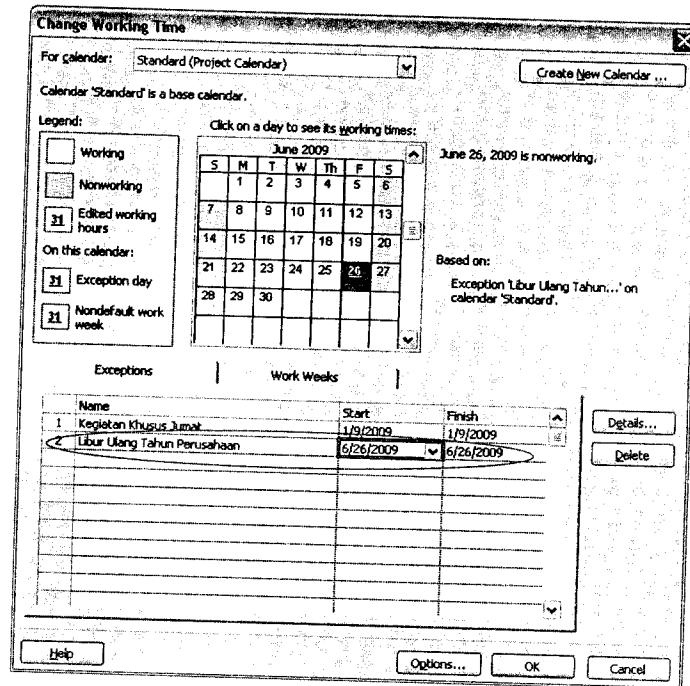 Change Working Time
For calendar: Standard (Project Calendar)
Create New Calendar ...
Calendar 'Standard' is a base calendar.
Legend:
Working
Nonworking
31 Edited working hours
On this calendar:
31 Exception day
31 Nondefault work week
Click on a day to see its working times:
June 2009
S M T W Th F S
1 2 3 4 5 6
7 8 9 10 11 12 13
14 15 16 17 18 19 20
21 22 23 24 25 26 27
28 29 30
June 26, 2009 is nonworking.
Based on:
Exception 'Libur Ulang Tahun...' on
calendar 'Standard'.
Exceptions Work Weeks
Name Start Finish
1 Kegiatan Khusus Jumat 1/9/2009 1/9/2009
2 Libur Ulang Tahun Perusahaan 6/26/2009 6/26/2009
Details...
Delete
Help
Options... OK Cancel